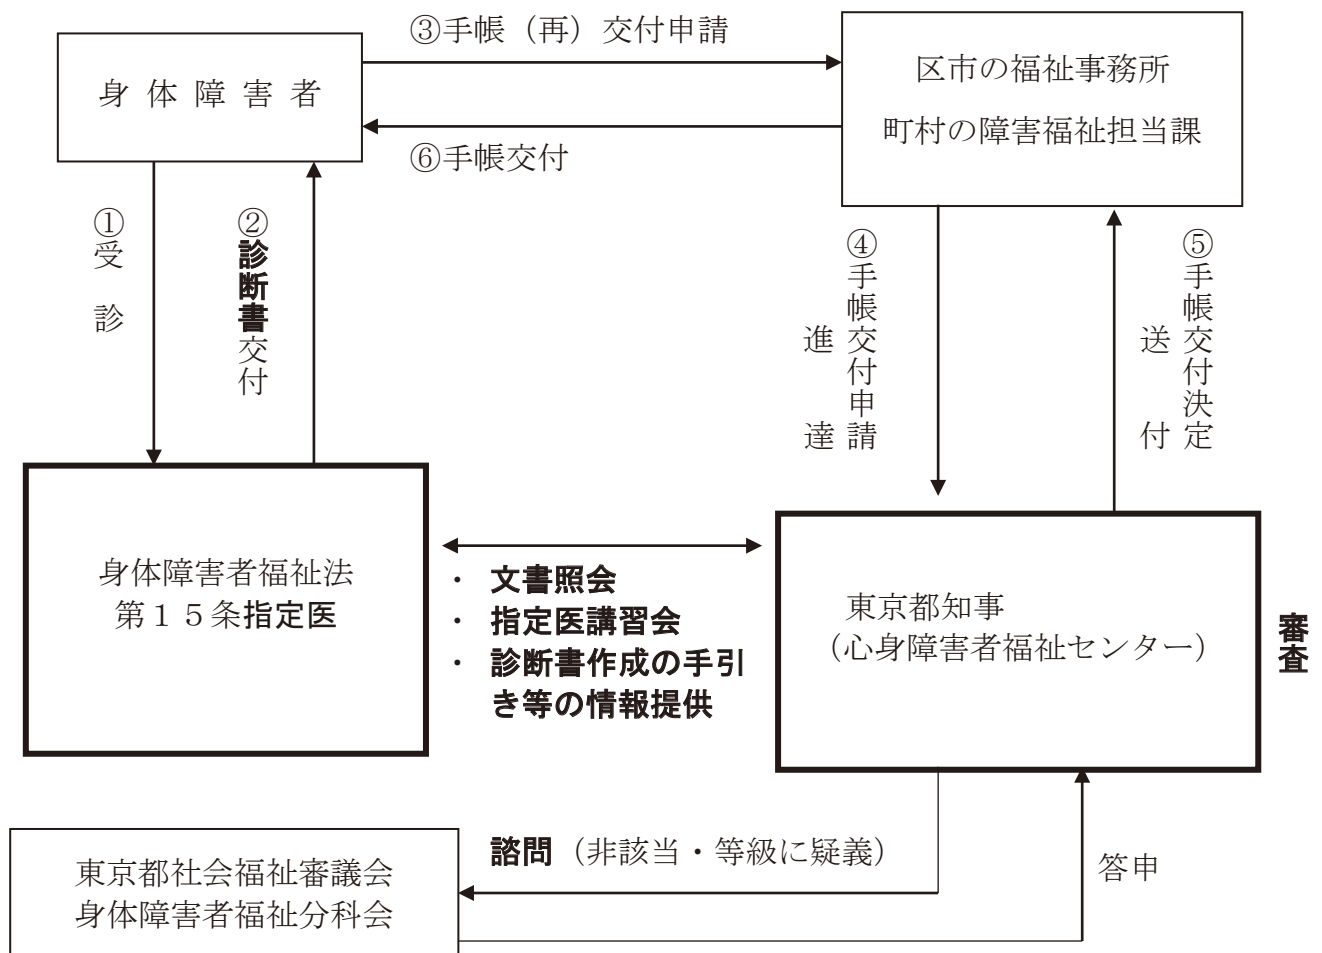 ③手帳（再）交付申請
身体障害者
区市の福祉事務所
町村の障害福祉担当課
⑥手帳交付
①受診
②診断書交付
④手帳交付申請
進達
⑤手帳交付決定
送付
身体障害者福祉法
第１５条指定医
・ 文書照会
・ 指定医講習会
・ 診断書作成の手引
き等の情報提供
東京都知事
（心身障害者福祉センター）
審査
諮問（非該当・等級に疑義）
答申
東京都社会福祉審議会
身体障害者福祉分科会